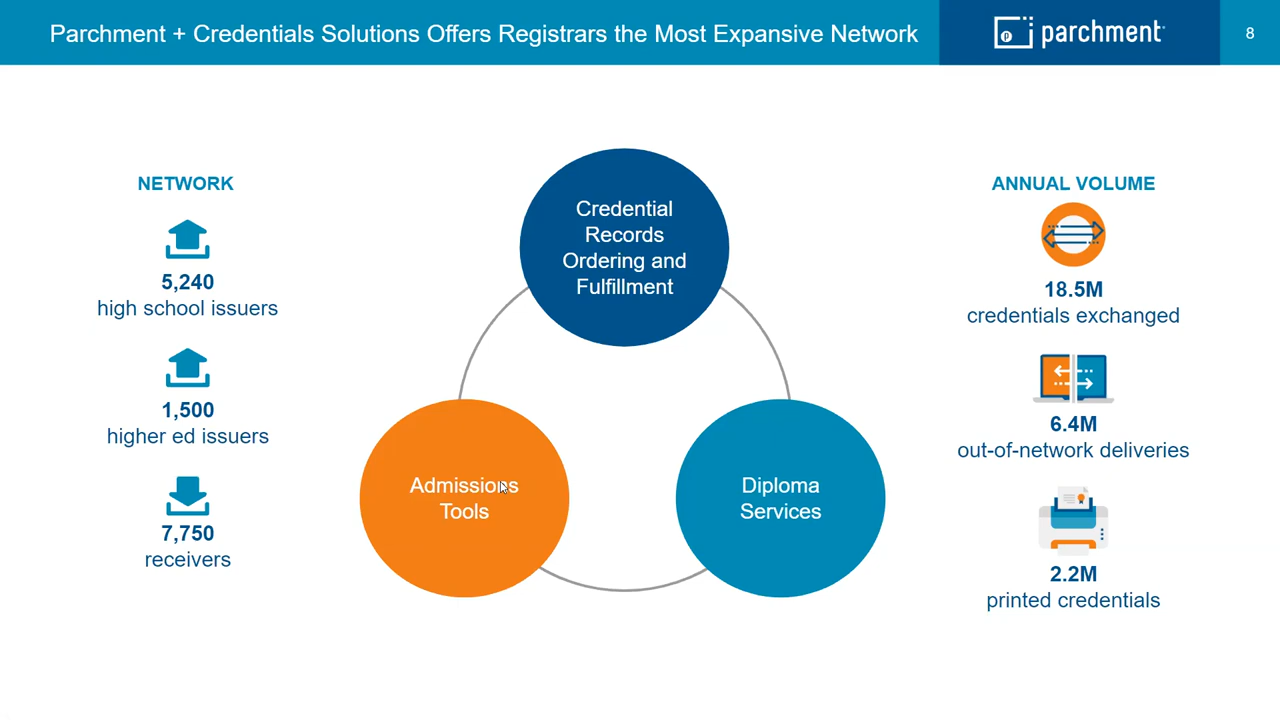 Parchment + Credentials Solutions Offers Registrars the Most Expansive Network
parchment
8
NETWORK
5,240
high school issuers
1,500
higher ed issuers
7,750
receivers
Credential
Records
Ordering and
Fulfillment
Admissions
Tools
Diploma
Services
ANNUAL VOLUME
18.5M
credentials exchanged
6.4M
out-of-network deliveries
2.2M
printed credentials